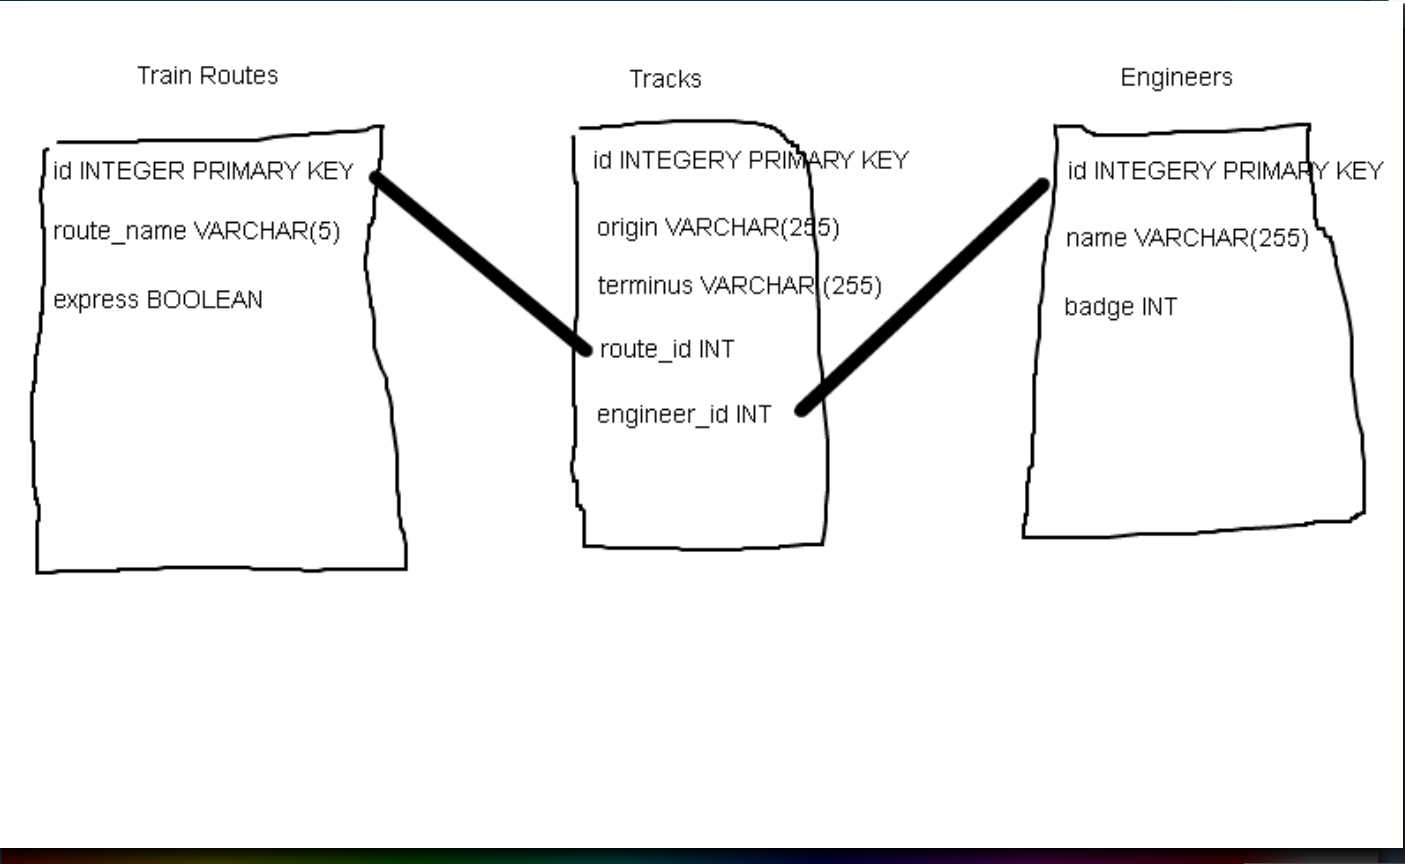 Train Routes
id INTEGER PRIMARY KEY
route_name VARCHAR(5)
express BOOLEAN
Tracks
id INTEGERY PRIMARY KEY
origin VARCHAR(255)
terminus VARCHAR (255)
route_id INT
engineer_id INT
Engineers
id INTEGERY PRIMARY KEY
name VARCHAR(255)
badge INT